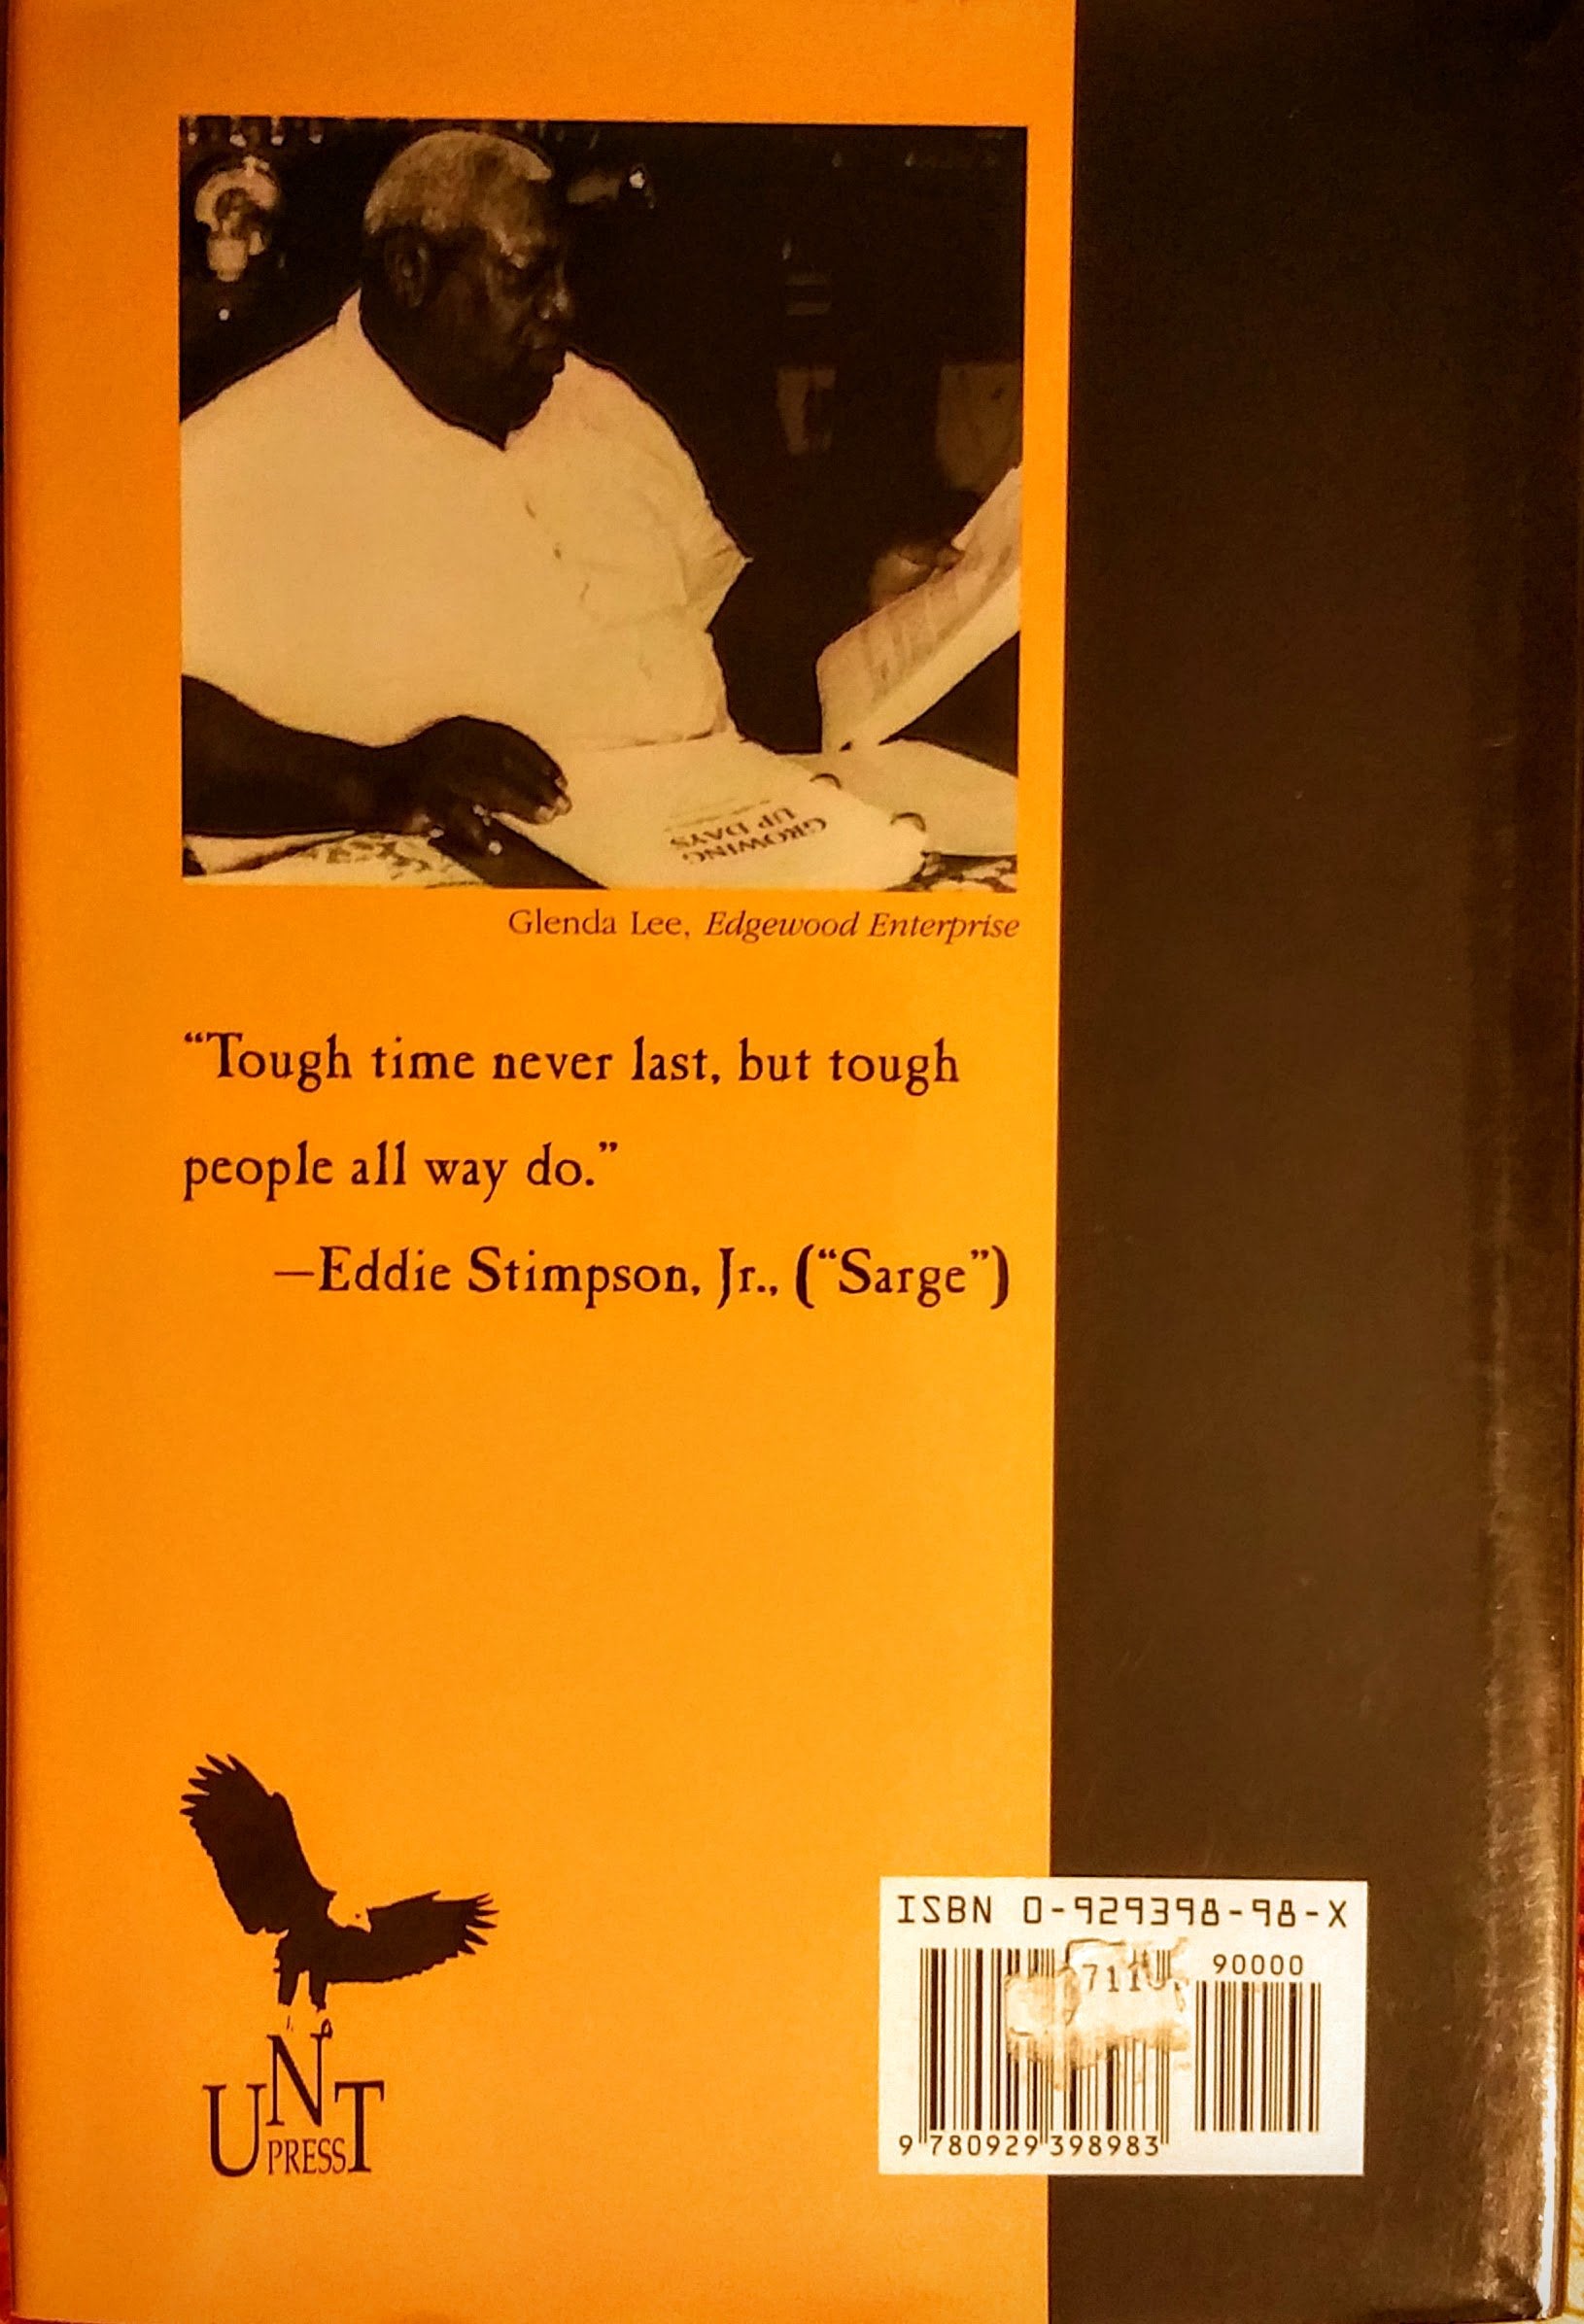 GROWING
UP DAYS
Glenda Lee, Edgewood Enterprise
“Tough time never last, but tough
people all way do.”
—Eddie Stimpson, Jr., (“Sarge”)
UNT
PRESS
ISBN 0-929398-98-X
90000
9 780929 398983